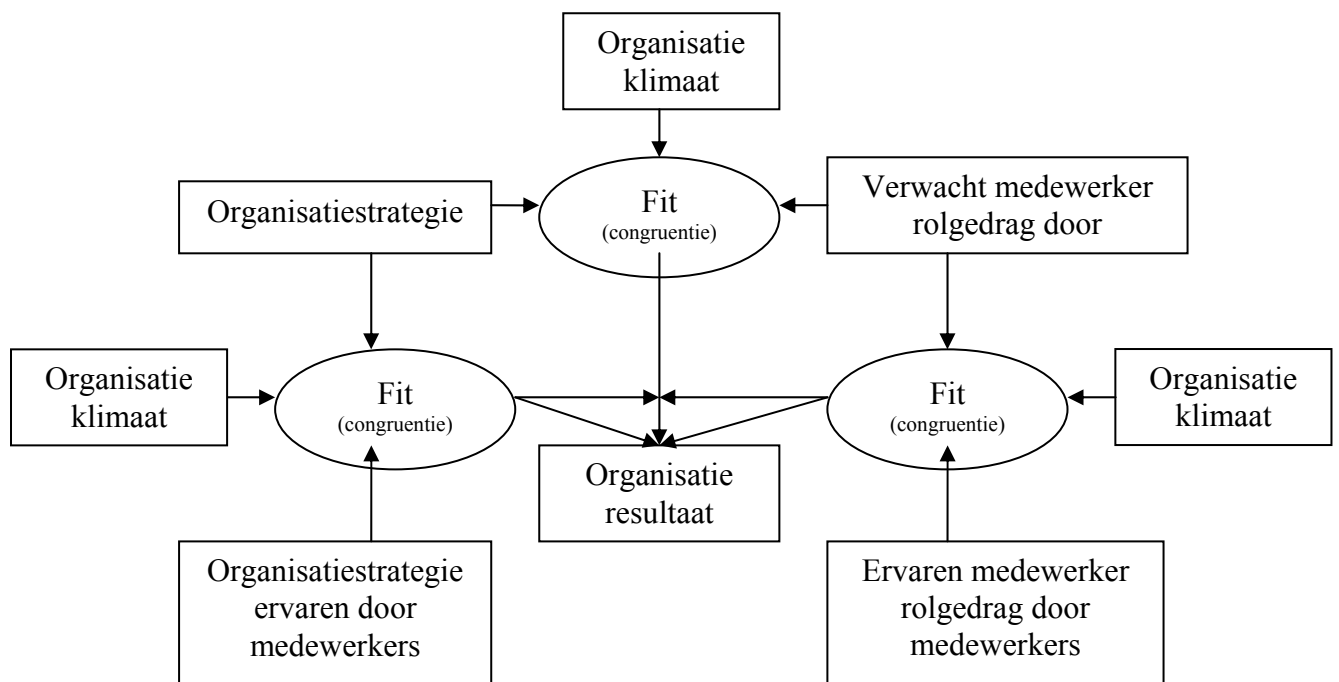 Organisatie
klimaat
Organisatiestrategie
Fit
(congruentie)
Verwacht medewerker
rolgedrag door
Organisatie
klimaat
Fit
(congruentie)
Fit
(congruentie)
Organisatie
klimaat
Organisatie
resultaat
Organisatiestrategie
ervaren door
medewerkers
Ervaren medewerker
rolgedrag door
medewerkers